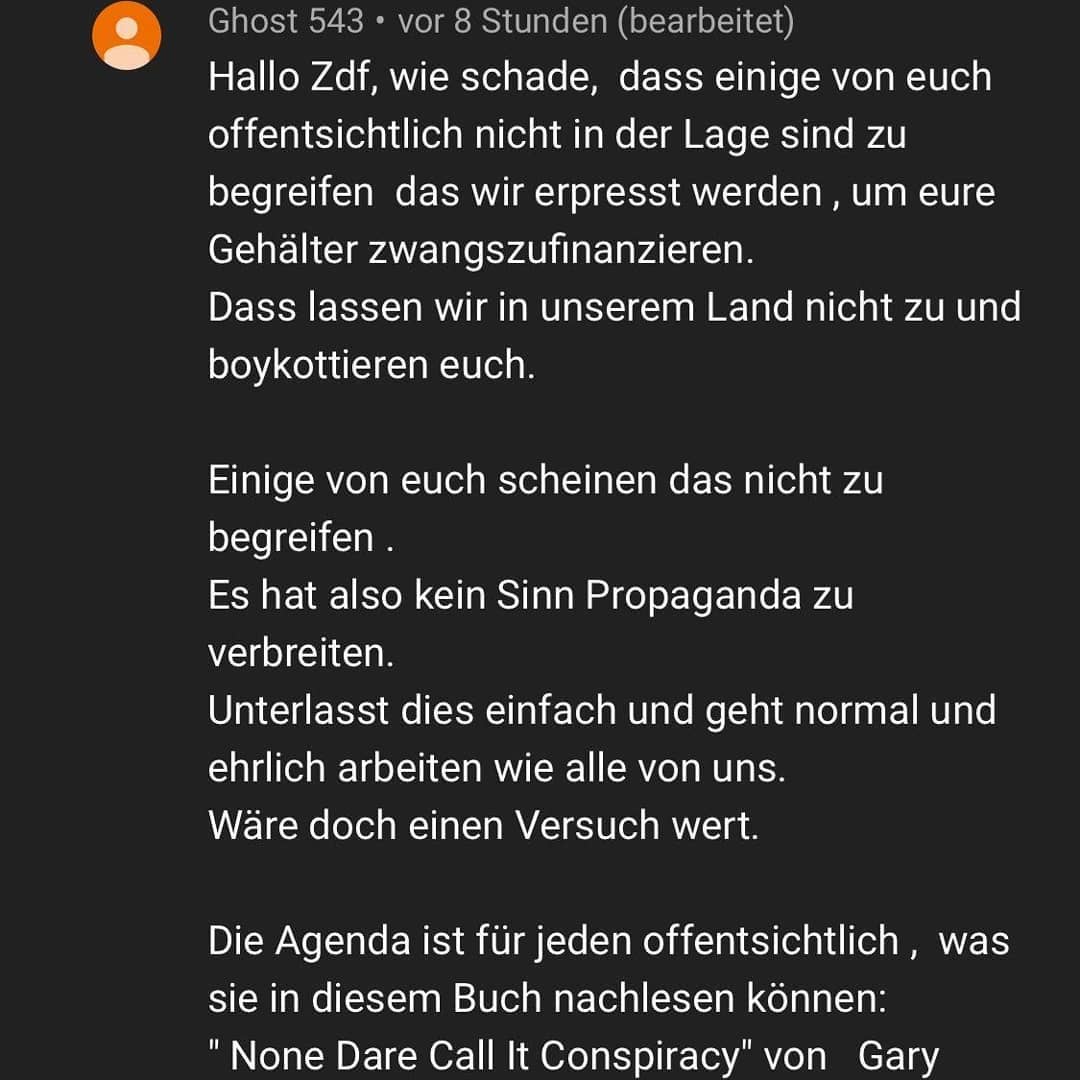 Ghost 543 • vor 8 Stunden (bearbeitet)
Hallo Zdf, wie schade,  dass einige von euch
offentsichtlich nicht in der Lage sind zu
begreifen  das wir erpresst werden , um eure
Gehälter zwangszufinanzieren.
Dass lassen wir in unserem Land nicht zu und
boykottieren euch.
Einige von euch scheinen das nicht zu
begreifen .
Es hat also kein Sinn Propaganda zu
verbreiten.
Unterlasst dies einfach und geht normal und
ehrlich arbeiten wie alle von uns.
Wäre doch einen Versuch wert.
Die Agenda ist für jeden offentsichtlich ,  was
sie in diesem Buch nachlesen können:
" None Dare Call It Conspiracy" von   Gary